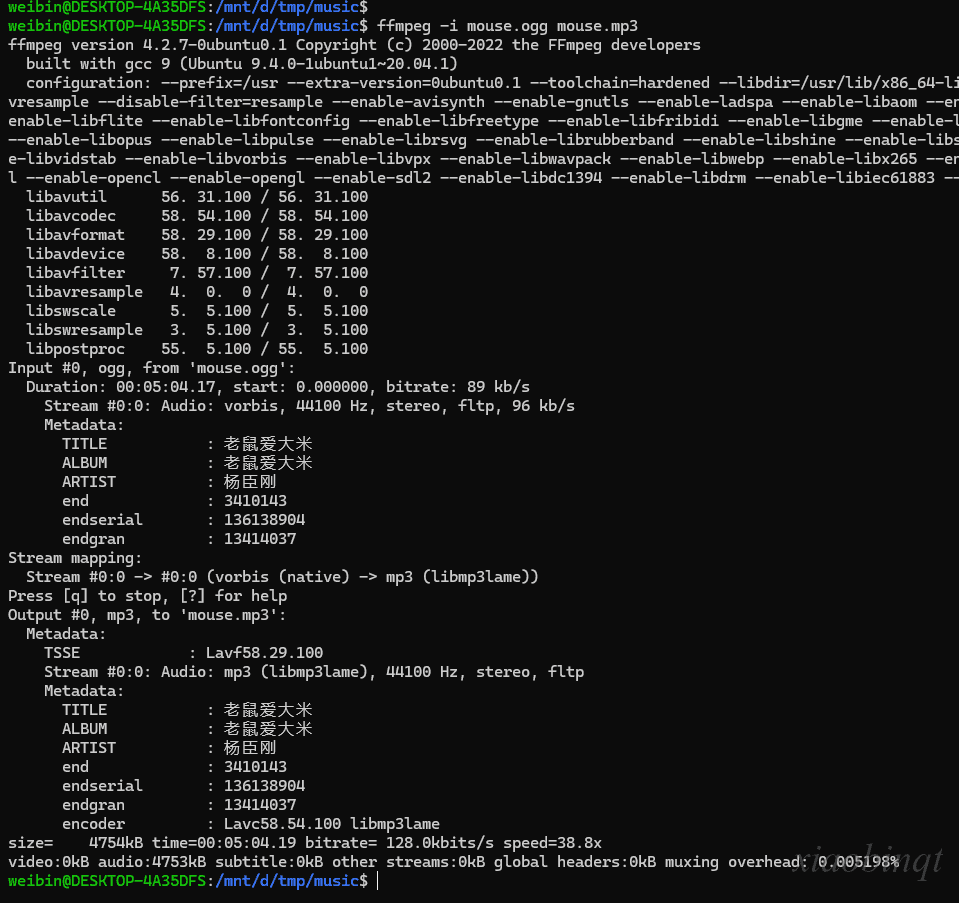 weibin@DESKTOP-4A35DFS:/mnt/d/tmp/music$
weibin@DESKTOP-4A35DFS:/mnt/d/tmp/music$ ffmpeg -i mouse.ogg mouse.mp3
ffmpeg version 4.2.7-0ubuntu0.1 Copyright (c) 2000-2022 the FFmpeg developers
  built with gcc 9 (Ubuntu 9.4.0-1ubuntu1~20.04.1)
  configuration: --prefix=/usr --extra-version=0ubuntu0.1 --toolchain=hardened --libdir=/usr/lib/x86_64-li
vresample --disable-filter=resample --enable-avisynth --enable-gnutls --enable-ladspa --enable-libaom --en
enable-libflite --enable-libfontconfig --enable-libfreetype --enable-libfribidi --enable-libgme --enable-l
--enable-libopus --enable-libpulse --enable-librsvg --enable-librubberband --enable-libshine --enable-libs
e-libvidstab --enable-libvorbis --enable-libvpx --enable-libwavpack --enable-libwebp --enable-libx265 --en
l --enable-opencl --enable-opengl --enable-sdl2 --enable-libdc1394 --enable-libdrm --enable-libiec61883 --
  libavutil      56. 31.100 / 56. 31.100
  libavcodec     58. 54.100 / 58. 54.100
  libavformat    58. 29.100 / 58. 29.100
  libavdevice    58.  8.100 / 58.  8.100
  libavfilter     7. 57.100 /  7. 57.100
  libavresample   4.  0.  0 /  4.  0.  0
  libswscale      5.  5.100 /  5.  5.100
  libswresample   3.  5.100 /  3.  5.100
  libpostproc    55.  5.100 / 55.  5.100
Input #0, ogg, from 'mouse.ogg':
  Duration: 00:05:04.17, start: 0.000000, bitrate: 89 kb/s
    Stream #0:0: Audio: vorbis, 44100 Hz, stereo, fltp, 96 kb/s
    Metadata:
      TITLE           : 老鼠爱大米
      ALBUM           : 老鼠爱大米
      ARTIST          : 杨臣刚
      end             : 3410143
      endserial       : 136138904
      endgran         : 13414037
Stream mapping:
  Stream #0:0 -> #0:0 (vorbis (native) -> mp3 (libmp3lame))
Press [q] to stop, [?] for help
Output #0, mp3, to 'mouse.mp3':
  Metadata:
    TSSE            : Lavf58.29.100
    Stream #0:0: Audio: mp3 (libmp3lame), 44100 Hz, stereo, fltp
    Metadata:
      TITLE           : 老鼠爱大米
      ALBUM           : 老鼠爱大米
      ARTIST          : 杨臣刚
      end             : 3410143
      endserial       : 136138904
      endgran         : 13414037
      encoder         : Lavc58.54.100 libmp3lame
size=    4754kB time=00:05:04.19 bitrate= 128.0kbits/s speed=38.8x
video:0kB audio:4753kB subtitle:0kB other streams:0kB global headers:0kB muxing overhead: 0.005198%
weibin@DESKTOP-4A35DFS:/mnt/d/tmp/music$
xiaobinqt